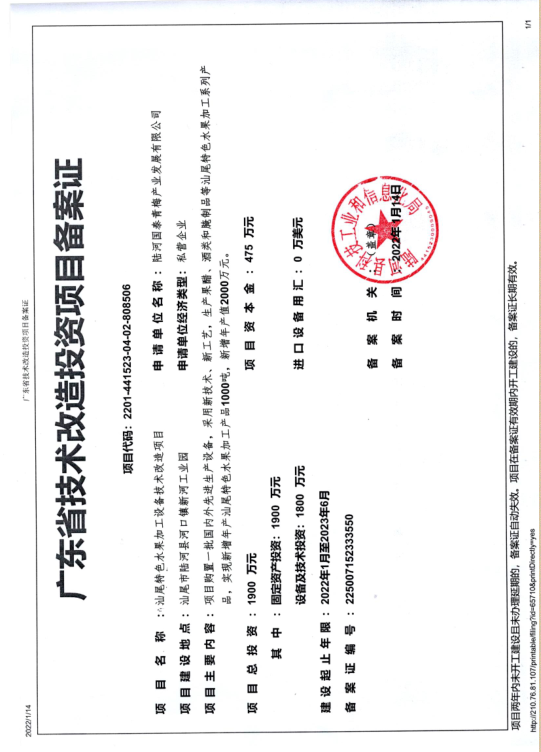 2022/1/14
广东省技术改造投资项目备案证
广东省技术改造投资项目备案证
项目代码：2201-441523-04-02-808506
项目名称：汕尾特色水果加工设备技术改造项目
申请单位名称：陆河国泰青梅产业发展有限公司
项目建设地点：汕尾市陆河县河口镇新河工业园
申请单位经济类型：私营企业
项目主要内容：项目购置一批国内外先进生产设备，采用新技术、新工艺，生产果醋、酒类和腌制品等汕尾特色水果加工系列产
品，实现新增年产汕尾特色水果加工产品1000吨，新增年产值2000万元。
项目总投资：1900 万元
项目资本金：475 万元
其中：固定资产投资：1900 万元
设备及技术投资：1800 万元
进口设备用汇：0 万美元
建设起止年限：2022年1月至2023年6月
备案机关：（盖章）
备案证编号：225007152333550
备案时间：2022年1月14日
项目两年内未开工建设且未办理延期的，备案证自动失效，项目在备案证有效期内开工建设的，备案证长期有效。
http://210.76.81.107/printable/filing?id=65710&printDirectly=yes
1/1